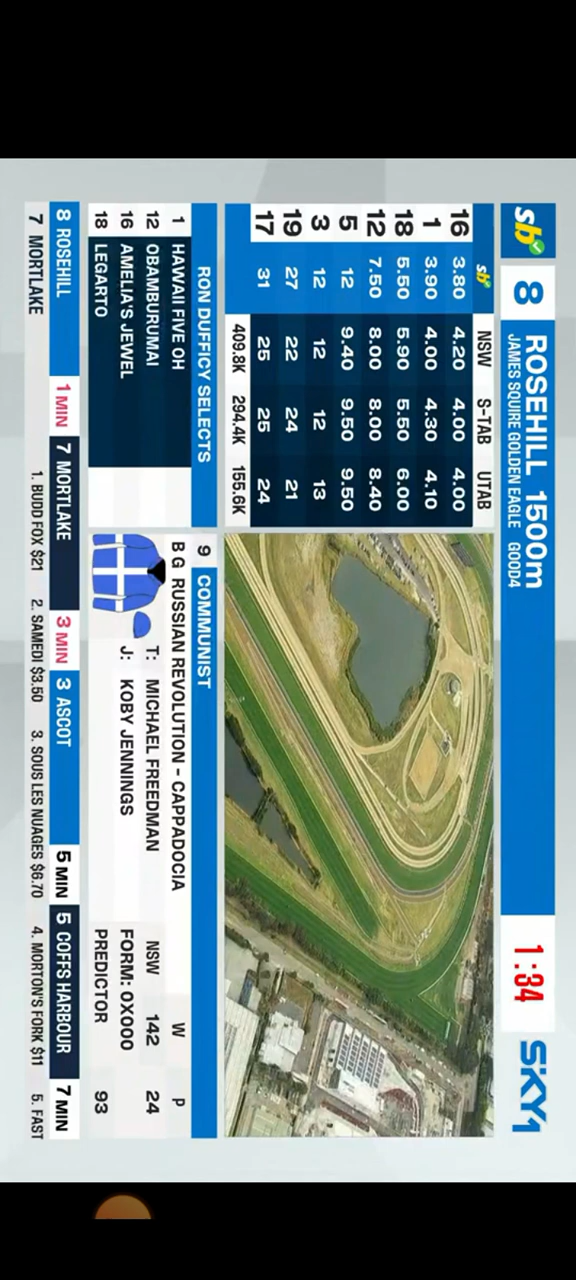 sb 8 ROSEHILL 1500m 1:34 SKY1
JAMES SQUIRE GOLDEN EAGLE GOOD4
sb NSW S-TAB UTAB
16 3.80 4.20 4.00 4.00
1 3.90 4.00 4.30 4.10
18 5.50 5.90 5.50 6.00
12 7.50 8.00 8.00 8.40
5 12 9.40 9.50 9.50
3 12 12 12 13
19 27 22 24 21
17 31 25 25 24
409.8K 294.4K 155.6K
RON DUFFICY SELECTS
1 HAWAII FIVE OH
12 OBAMBURUMAI
16 AMELIA'S JEWEL
18 LEGARTO
9 COMMUNIST
B G RUSSIAN REVOLUTION - CAPPADOCIA W P
T: MICHAEL FREEDMAN NSW 142 24
J: KOBY JENNINGS FORM: 0X000
PREDICTOR 93
8 ROSEHILL 1 MIN 7 MORTLAKE 3 MIN 3 ASCOT 5 MIN 5 COFFS HARBOUR 7 MIN
7 MORTLAKE 1. BUDD FOX $21 2. SAMEDI $3.50 3. SOUS LES NUAGES $6.70 4. MORTON'S FORK $11 5. FAST